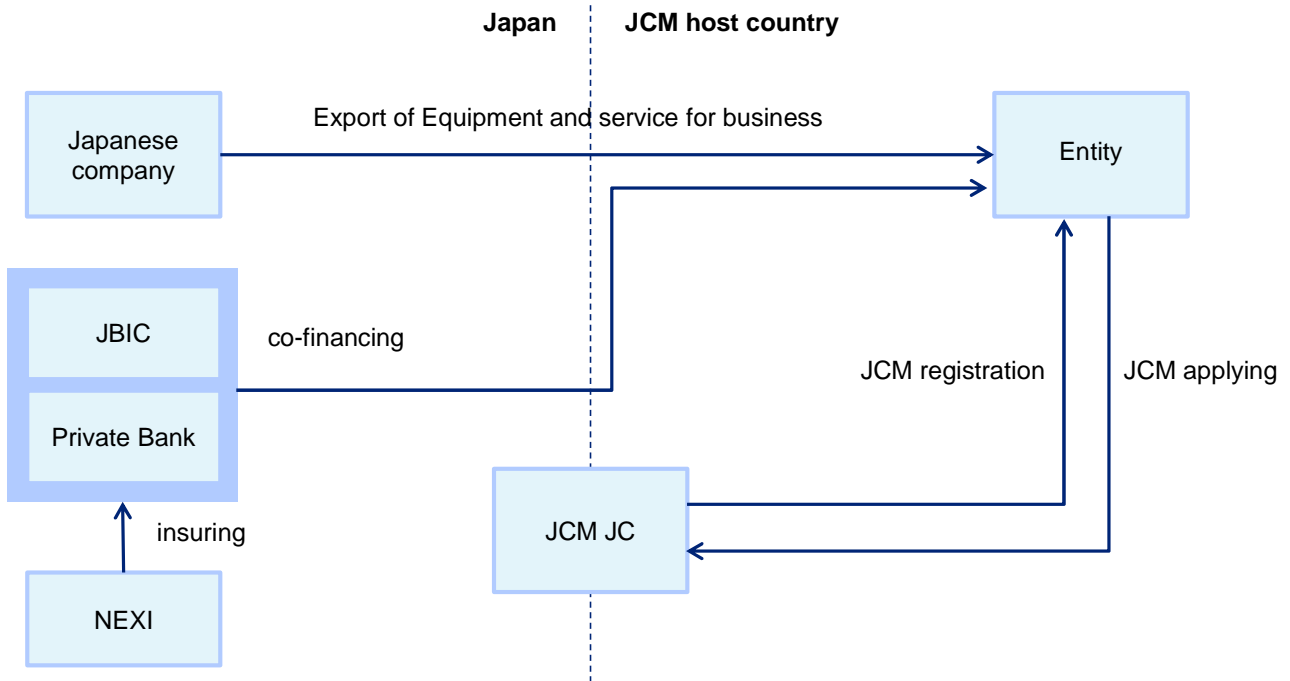 Japan
JCM host country
Export of Equipment and service for business
Japanese
company
Entity
JBIC
co-financing
JCM registration
JCM applying
Private Bank
insuring
JCM JC
NEXI